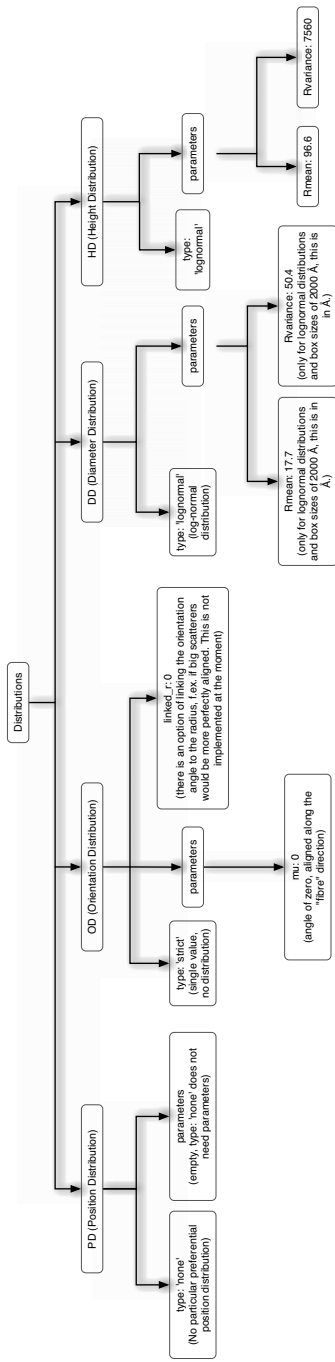 Distributions
PD (Position Distribution)
OD (Orientation Distribution)
DD (Diameter Distribution)
HD (Height Distribution)
type: 'none'
(No particular preferential
position distribution)
parameters
(empty, type: 'none' does not
need parameters)
type: 'strict'
(single value,
no distribution)
parameters
linked_r: 0
(there is an option of linking the orientation
angle to the radius, f.ex. if big scatterers
would be more perfectly aligned. This is not
implemented at the moment)
type: 'lognormal'
(log-normal
distribution)
parameters
type:
'lognormal'
parameters
mu: 0
(angle of zero, aligned along the
"fibre" direction)
Rmean: 17.7
(only for lognormal distributions
and box sizes of 2000 Å, this is in
Å.)
Rvariance: 50.4
(only for lognormal distributions
and box sizes of 2000 Å, this is
in Å.)
Rmean: 96.6
Rvariance: 7560